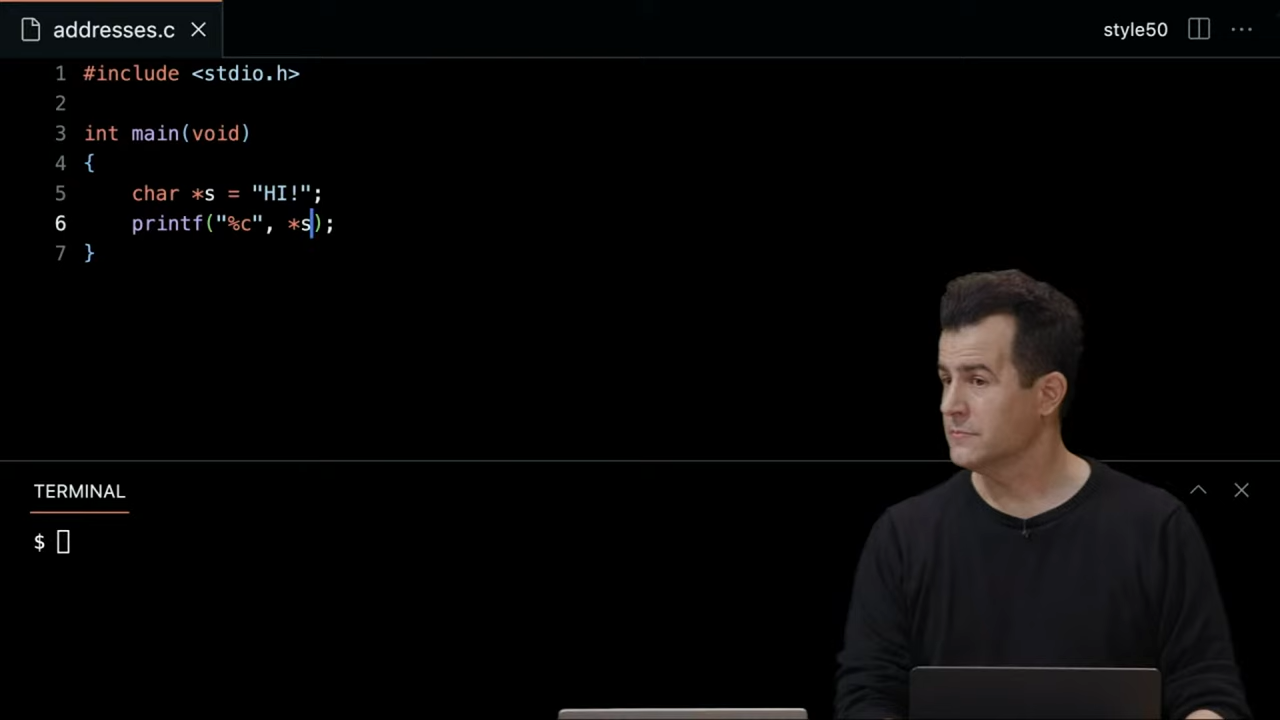 addresses.c
style50
1 #include <stdio.h>
2
3 int main(void)
4 {
5     char *s = "HI!";
6     printf("%c", *s);
7 }
TERMINAL
$